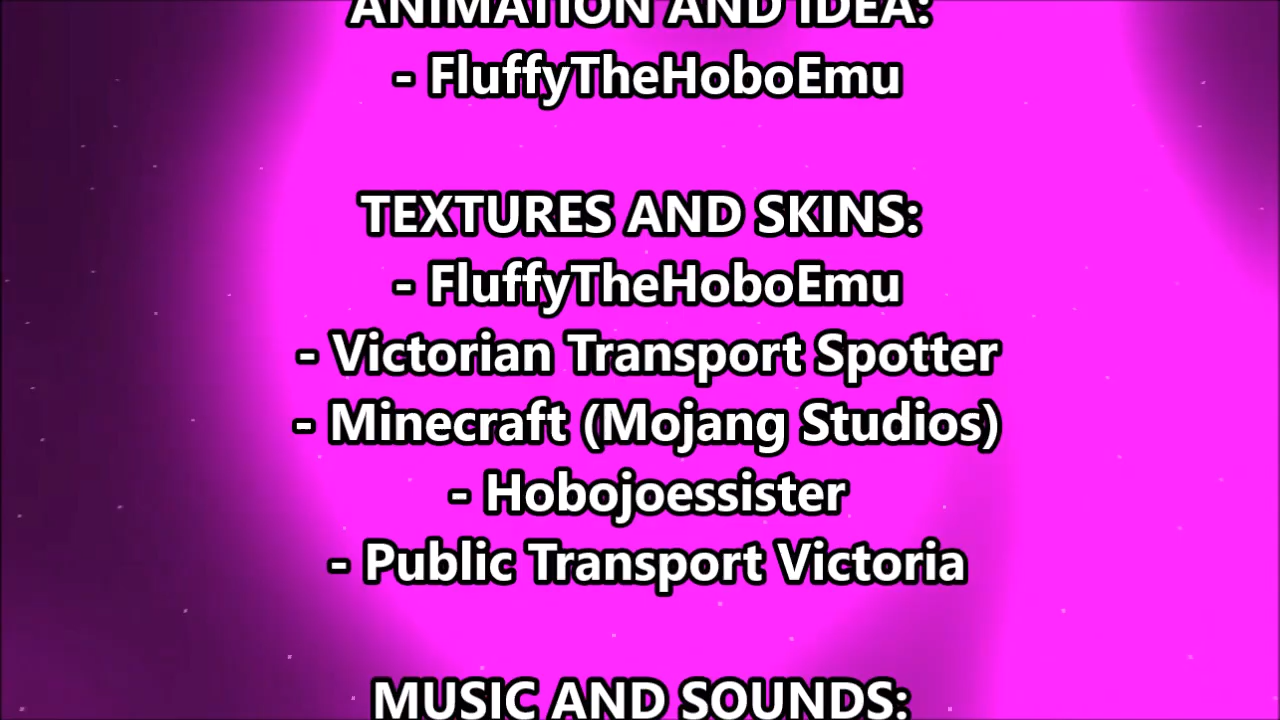 ANIMATION AND IDEA:
- FluffyTheHoboEmu
TEXTURES AND SKINS:
- FluffyTheHoboEmu
- Victorian Transport Spotter
- Minecraft (Mojang Studios)
- Hobojoessister
- Public Transport Victoria
MUSIC AND SOUNDS: